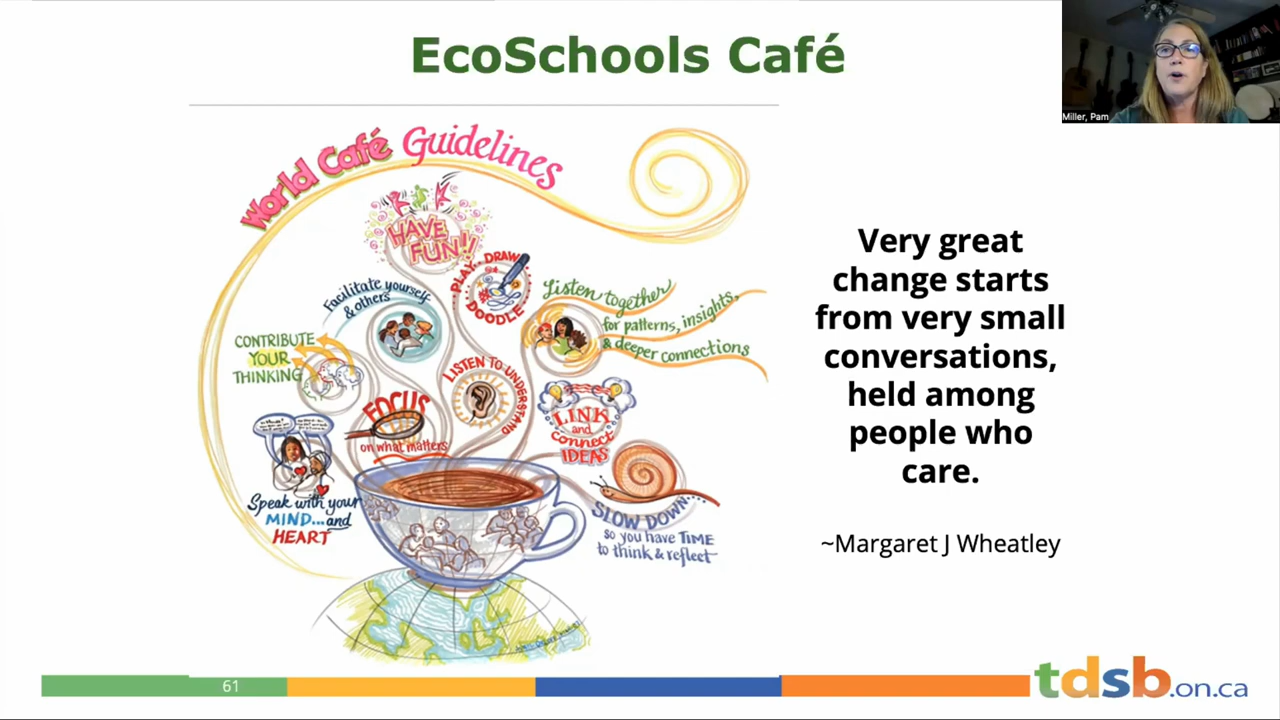 EcoSchools Café
Miller, Pam
World Café Guidelines
HAVE
FUN!!
PLAY.. DRAW
DOODLE
Facilitate yourself
& others
Listen together
for patterns, insights,
& deeper connections
CONTRIBUTE
YOUR
THINKING
LISTEN TO UNDERSTAND
FOCUS
on what matters
LINK
and
connect
IDEAS
Speak with your
MIND...and
HEART
SLOW DOWN...
so you have TIME
to think & reflect
Very great
change starts
from very small
conversations,
held among
people who
care.
~Margaret J Wheatley
61
tdsb.on.ca